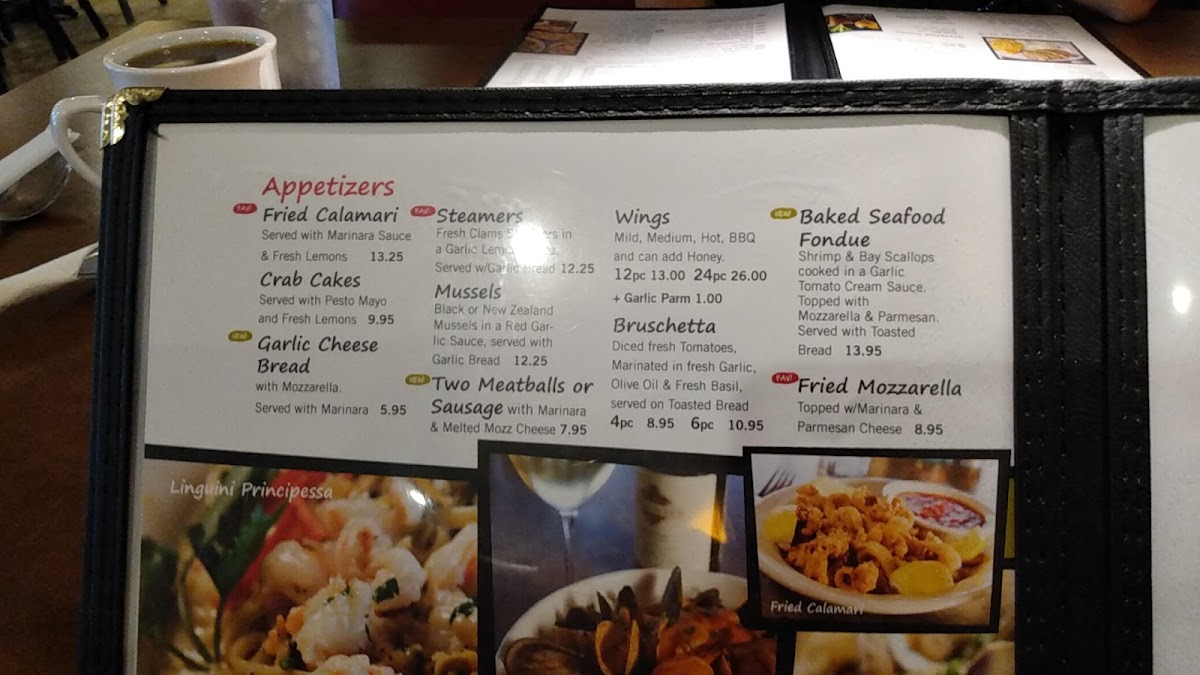 Appetizers
FAV!
Fried Calamari
Served with Marinara Sauce
& Fresh Lemons 13.25
Crab Cakes
Served with Pesto Mayo
and Fresh Lemons 9.95
NEW!
Garlic Cheese
Bread
with Mozzarella.
Served with Marinara 5.95
FAV!
Steamers
Fresh Clams in
a Garlic
Served w/Garlic Bread 12.25
Mussels
Black or New Zealand
Mussels in a Red Gar-
lic Sauce, served with
Garlic Bread 12.25
NEW!
Two Meatballs or
Sausage with Marinara
& Melted Mozz Cheese 7.95
Wings
Mild, Medium, Hot, BBQ
and can add Honey.
12pc 13.00 24pc 26.00
+ Garlic Parm 1.00
Bruschetta
Diced fresh Tomatoes,
Marinated in fresh Garlic,
Olive Oil & Fresh Basil,
served on Toasted Bread
4pc 8.95 6pc 10.95
NEW!
Baked Seafood
Fondue
Shrimp & Bay Scallops
cooked in a Garlic
Tomato Cream Sauce.
Topped with
Mozzarella & Parmesan.
Served with Toasted
Bread 13.95
FAV!
Fried Mozzarella
Topped w/Marinara &
Parmesan Cheese 8.95
Linguini Principessa
Fried Calamari